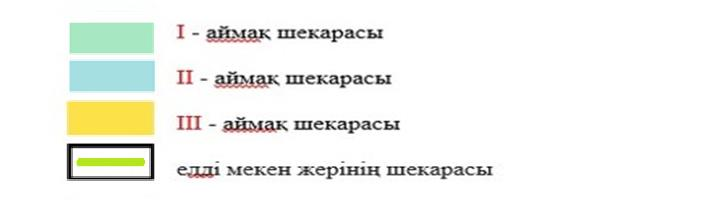 I - аймақ шекарасы
II - аймақ шекарасы
III - аймақ шекарасы
елді мекен жерінің шекарасы